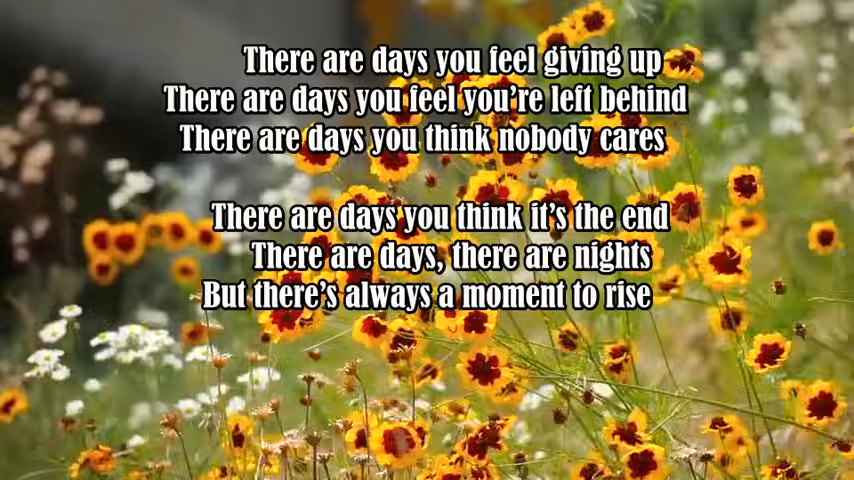 There are days you feel giving up
There are days you feel you're left behind
There are days you think nobody cares
There are days you think it's the end
There are days, there are nights
But there's always a moment to rise